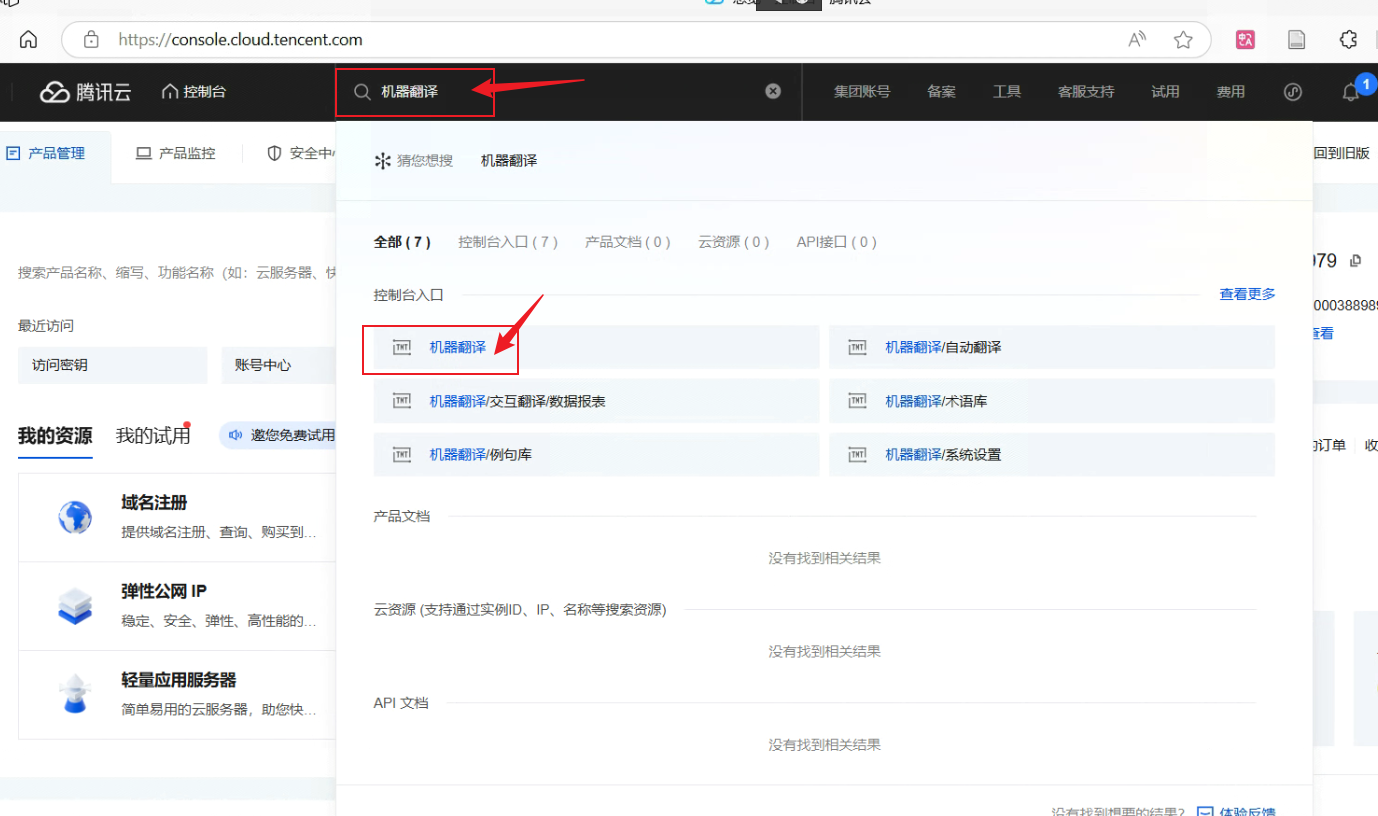 腾讯云
https://console.cloud.tencent.com
腾讯云 控制台 机器翻译 集团账号 备案 工具 客服支持 试用 费用 1
产品管理 产品监控 安全中 回到旧版
猜您想搜 机器翻译
全部 ( 7 ) 控制台入口 ( 7 ) 产品文档 ( 0 ) 云资源 ( 0 ) API接口 ( 0 )
搜索产品名称、缩写、功能名称（如：云服务器、快
979
控制台入口 查看更多
00038898
最近访问
查看
访问密钥 账号中心
机器翻译 机器翻译/自动翻译
机器翻译/交互翻译/数据报表 机器翻译/术语库
机器翻译/例句库 机器翻译/系统设置
我的资源 我的试用 邀您免费试用
的订单 收
域名注册
提供域名注册、查询、购买到...
弹性公网 IP
稳定、安全、弹性、高性能的...
轻量应用服务器
简单易用的云服务器，助您快...
产品文档
没有找到相关结果
云资源 (支持通过实例ID、IP、名称等搜索资源)
没有找到相关结果
API 文档
没有找到相关结果
没有找到想要的结果? 体验反馈